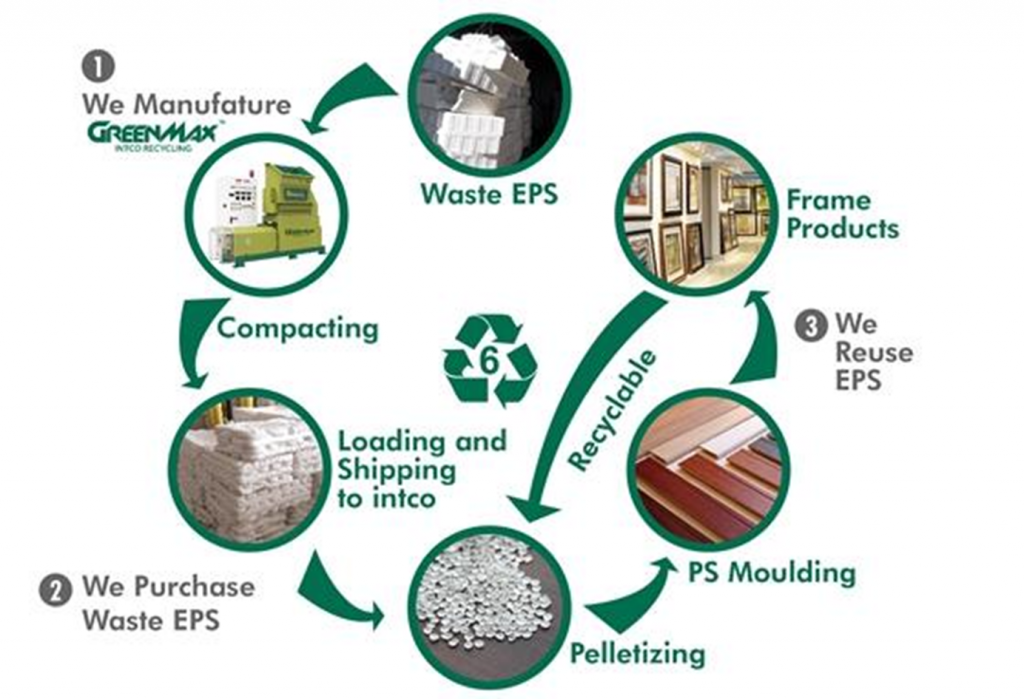 1
We Manufature
GREENMAX™
INTCO RECYCLING
Waste EPS
Compacting
Loading and
Shipping
to intco
2 We Purchase
Waste EPS
Pelletizing
PS Moulding
3 We
Reuse
EPS
Frame
Products
Recyclable
6